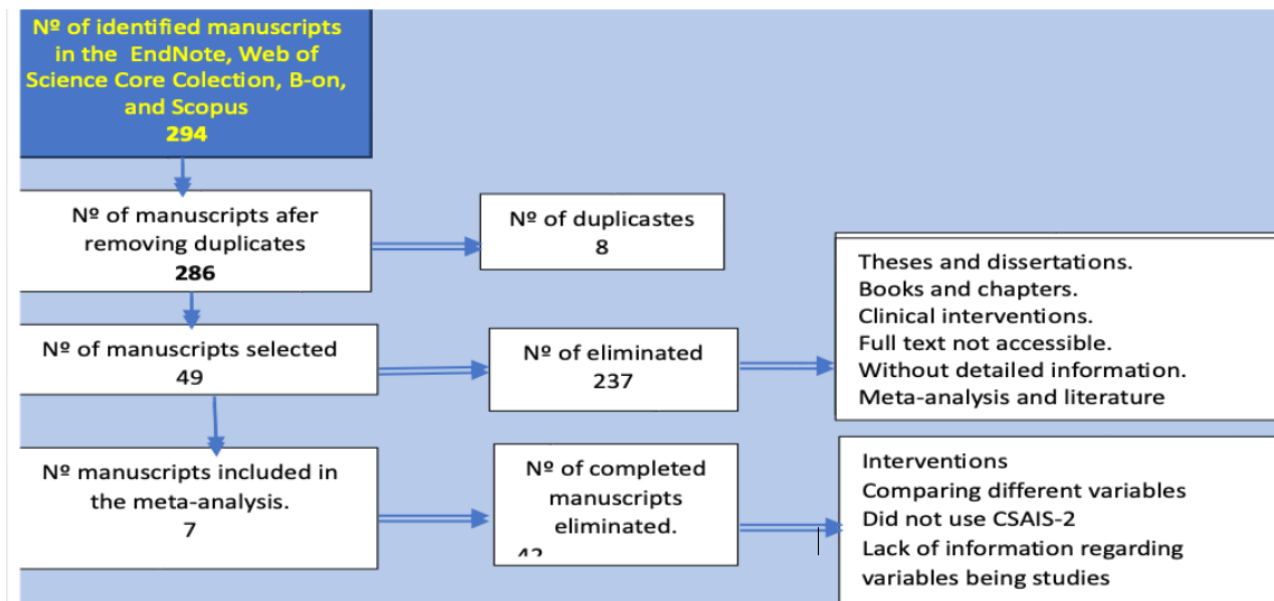 Nº of identified manuscripts
in the EndNote, Web of
Science Core Colection, B-on,
and Scopus
294
Nº of manuscripts afer
removing duplicates
286
Nº of duplicastes
8
Nº of manuscripts selected
49
Nº of eliminated
237
Theses and dissertations.
Books and chapters.
Clinical interventions.
Full text not accessible.
Without detailed information.
Meta-analysis and literature
Nº manuscripts included in
the meta-analysis.
7
Nº of completed
manuscripts
eliminated.
42
Interventions
Comparing different variables
Did not use CSAIS-2
Lack of information regarding
variables being studies